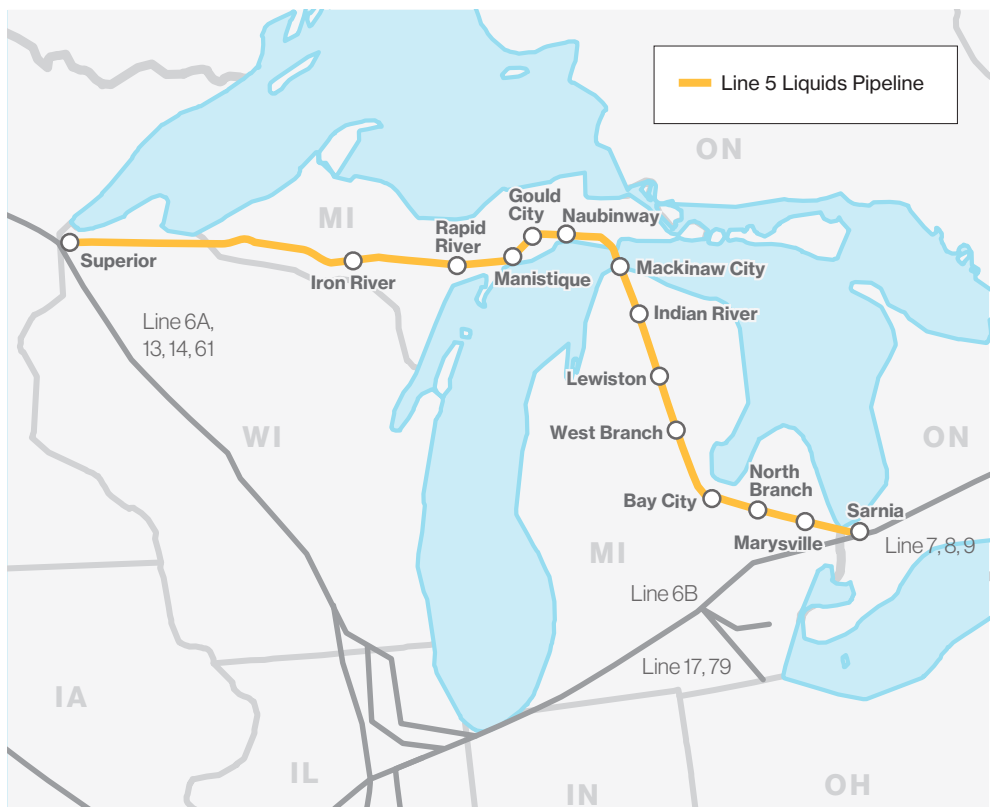 Line 5 Liquids Pipeline
ON
MI
Gould
City
Naubinway
Rapid
River
Superior
Iron River
Manistique
Mackinaw City
Indian River
Line 6A,
13, 14, 61
Lewiston
WI
West Branch
ON
North
Branch
Bay City
Sarnia
Marysville
Line 7, 8, 9
MI
Line 6B
Line 17, 79
IA
IL
IN
OH